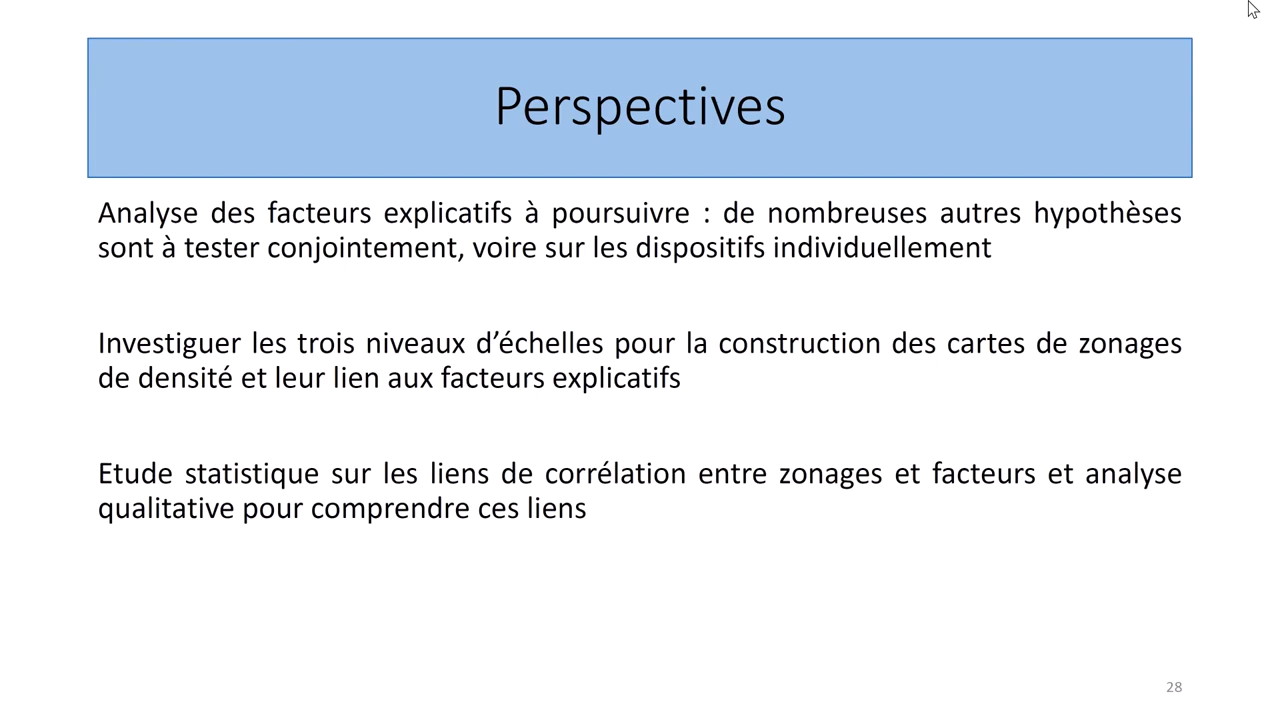 Perspectives
Analyse des facteurs explicatifs à poursuivre : de nombreuses autres hypothèses
sont à tester conjointement, voire sur les dispositifs individuellement
Investiguer les trois niveaux d’échelles pour la construction des cartes de zonages
de densité et leur lien aux facteurs explicatifs
Etude statistique sur les liens de corrélation entre zonages et facteurs et analyse
qualitative pour comprendre ces liens
28